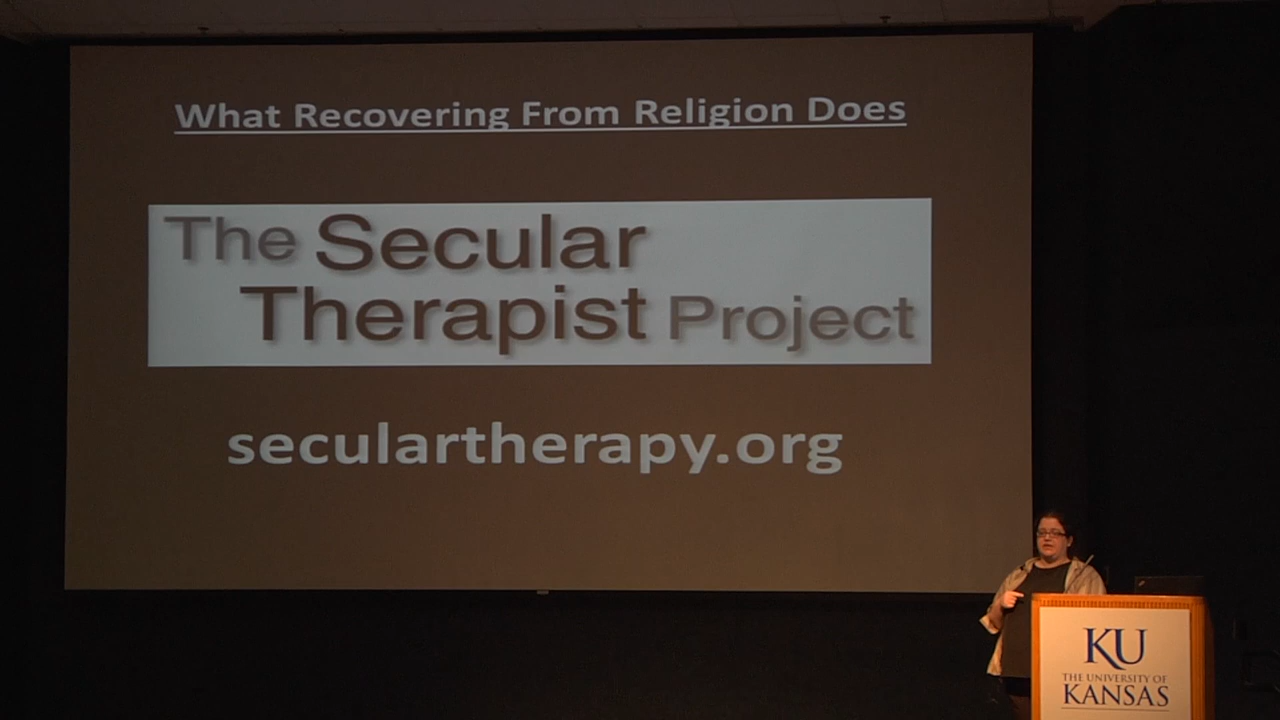 What Recovering From Religion Does
The Secular
Therapist Project
seculartherapy.org
KU
THE UNIVERSITY OF
KANSAS